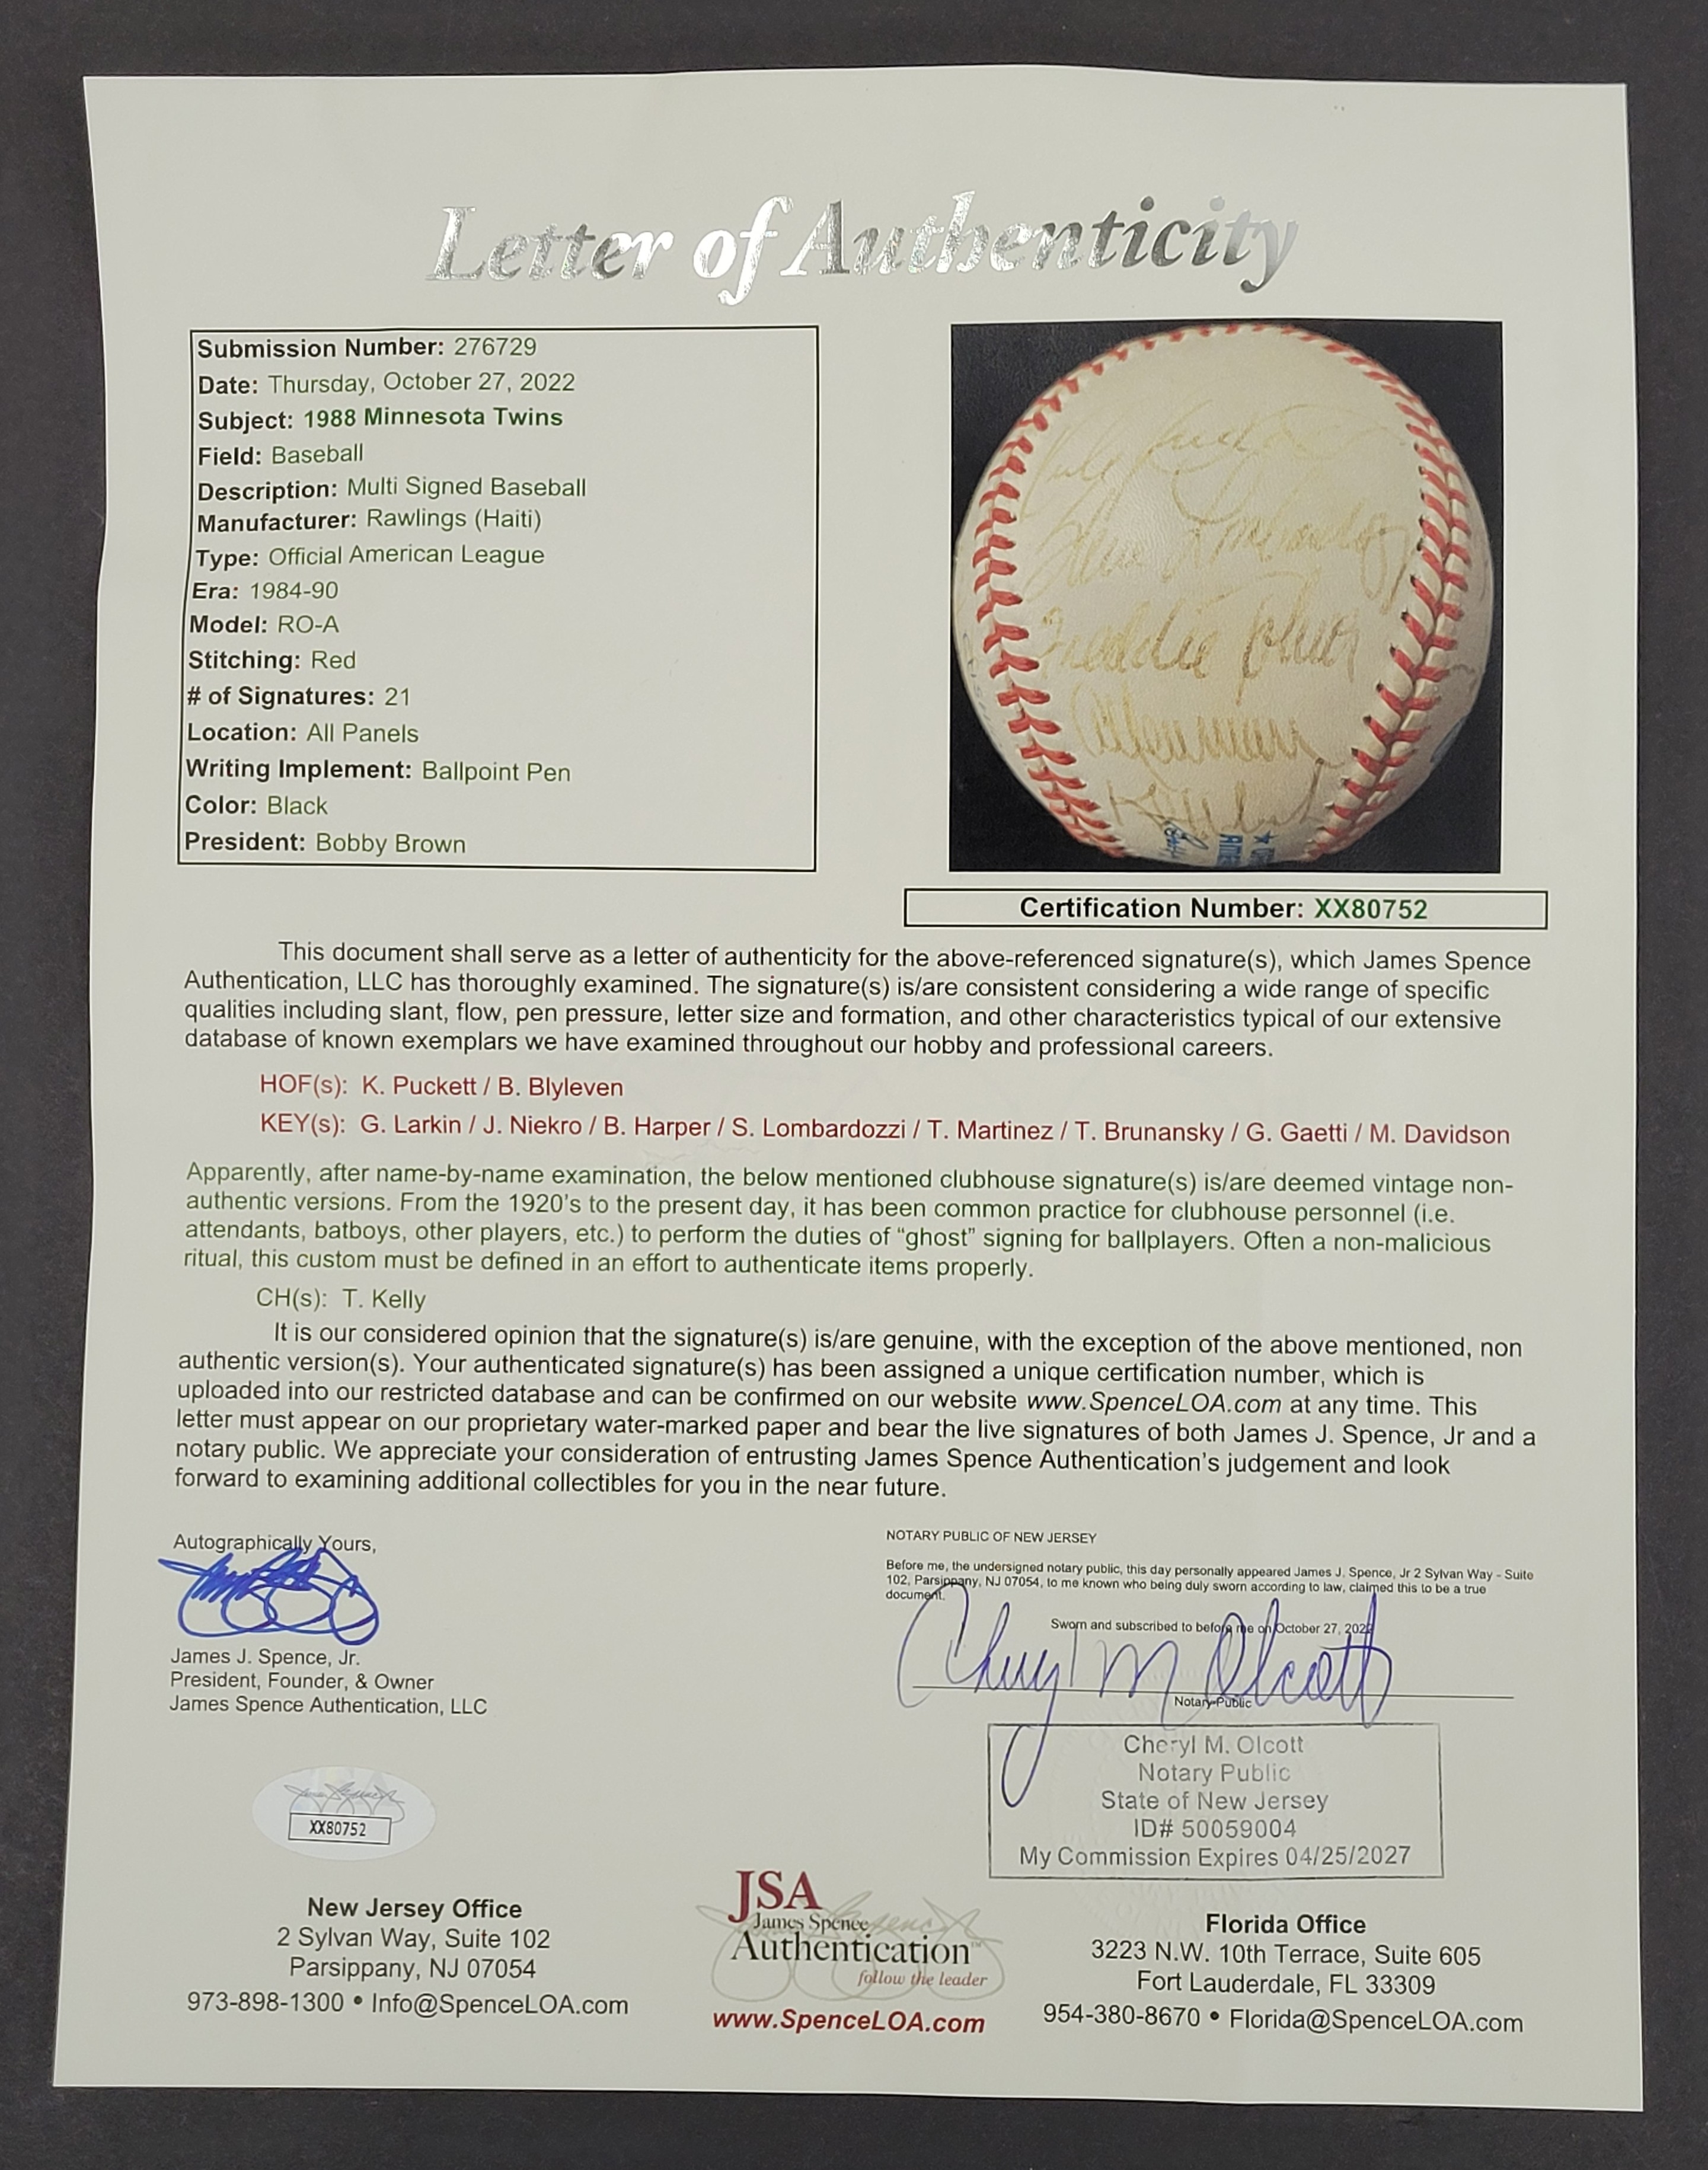 Letter of Authenticity
Submission Number: 276729
Date: Thursday, October 27, 2022
Subject: 1988 Minnesota Twins
Field: Baseball
Description: Multi Signed Baseball
Manufacturer: Rawlings (Haiti)
Type: Official American League
Era: 1984-90
Model: RO-A
Stitching: Red
# of Signatures: 21
Location: All Panels
Writing Implement: Ballpoint Pen
Color: Black
President: Bobby Brown
Steve Lombardozzi
Freddie
Certification Number: XX80752
This document shall serve as a letter of authenticity for the above-referenced signature(s), which James Spence
Authentication, LLC has thoroughly examined. The signature(s) is/are consistent considering a wide range of specific
qualities including slant, flow, pen pressure, letter size and formation, and other characteristics typical of our extensive
database of known exemplars we have examined throughout our hobby and professional careers.
HOF(s): K. Puckett / B. Blyleven
KEY(s): G. Larkin / J. Niekro / B. Harper / S. Lombardozzi / T. Martinez / T. Brunansky / G. Gaetti / M. Davidson
Apparently, after name-by-name examination, the below mentioned clubhouse signature(s) is/are deemed vintage non-
authentic versions. From the 1920's to the present day, it has been common practice for clubhouse personnel (i.e.
attendants, batboys, other players, etc.) to perform the duties of “ghost” signing for ballplayers. Often a non-malicious
ritual, this custom must be defined in an effort to authenticate items properly.
CH(s): T. Kelly
It is our considered opinion that the signature(s) is/are genuine, with the exception of the above mentioned, non
authentic version(s). Your authenticated signature(s) has been assigned a unique certification number, which is
uploaded into our restricted database and can be confirmed on our website www.SpenceLOA.com at any time. This
letter must appear on our proprietary water-marked paper and bear the live signatures of both James J. Spence, Jr and a
notary public. We appreciate your consideration of entrusting James Spence Authentication's judgement and look
forward to examining additional collectibles for you in the near future.
Autographically Yours,
James J. Spence, Jr.
President, Founder, & Owner
James Spence Authentication, LLC
NOTARY PUBLIC OF NEW JERSEY
Before me, the undersigned notary public, this day personally appeared James J. Spence, Jr 2 Sylvan Way - Suite
102, Parsippany, NJ 07054, to me known who being duly sworn according to law, claimed this to be a true
document.
Sworn and subscribed to before me on October 27, 2022
Cheryl M Olcott
Notary Public
Cheryl M. Olcott
Notary Public
State of New Jersey
ID# 50059004
My Commission Expires 04/25/2027
XX80752
New Jersey Office
2 Sylvan Way, Suite 102
Parsippany, NJ 07054
973-898-1300 • Info@SpenceLOA.com
JSA
James Spence
Authentication™
follow the leader
www.SpenceLOA.com
Florida Office
3223 N.W. 10th Terrace, Suite 605
Fort Lauderdale, FL 33309
954-380-8670 • Florida@SpenceLOA.com